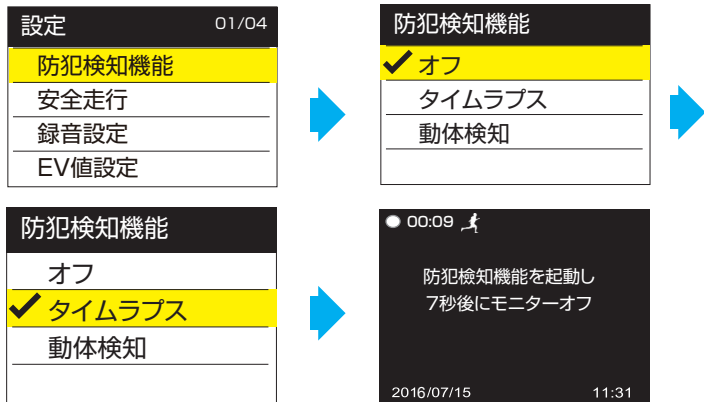 設定 01/04
防犯検知機能
安全走行
録音設定
EV値設定
防犯検知機能
オフ
タイムラプス
動体検知
防犯検知機能
オフ
タイムラプス
動体検知
00:09
防犯検知機能を起動し
7秒後にモニターオフ
2016/07/15 11:31